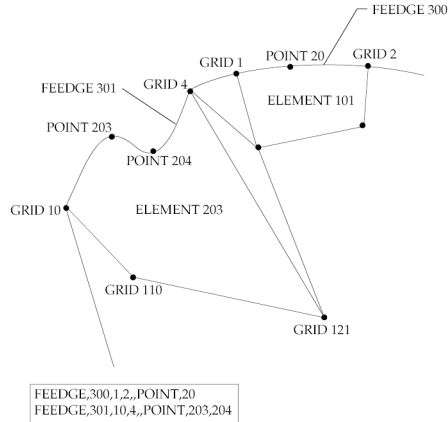 FEEDGE 300
GRID 1
POINT 20
GRID 2
GRID 4
FEEDGE 301
ELEMENT 101
POINT 203
POINT 204
ELEMENT 203
GRID 10
GRID 110
GRID 121
FEEDGE,300,1,2,,POINT,20
FEEDGE,301,10,4,,POINT,203,204